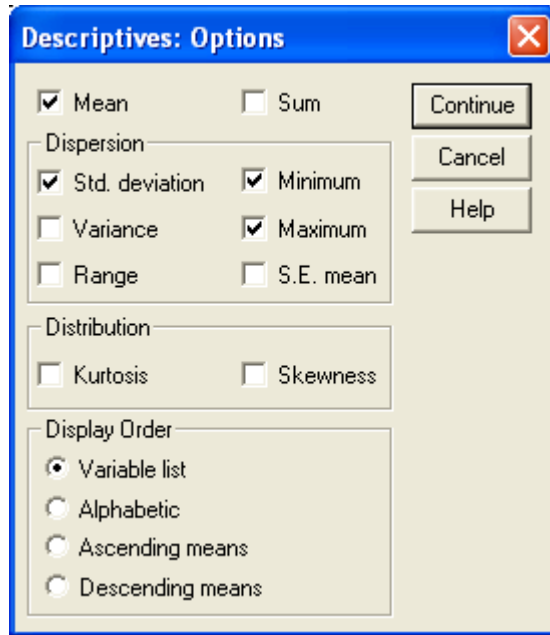 Descriptives: Options
Mean Sum Continue
Dispersion Cancel
Std. deviation Minimum
Variance Maximum Help
Range S.E. mean
Distribution
Kurtosis Skewness
Display Order
Variable list
Alphabetic
Ascending means
Descending means